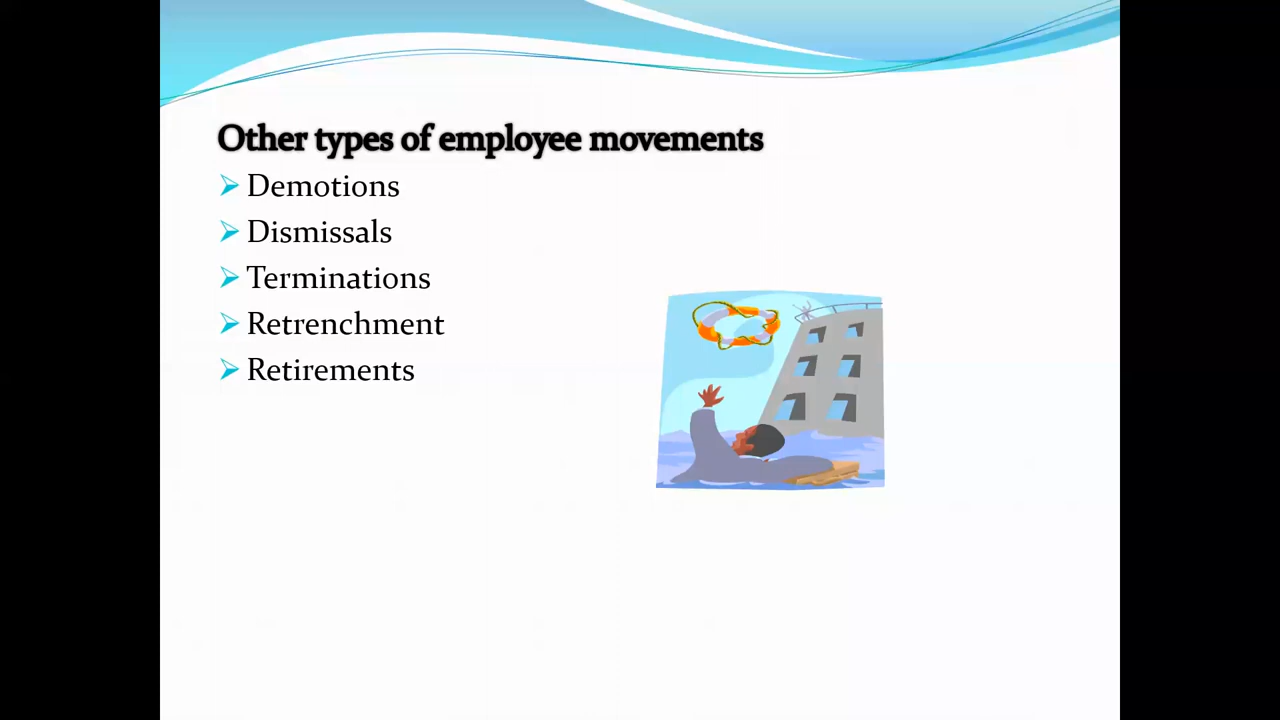 Other types of employee movements
Demotions
Dismissals
Terminations
Retrenchment
Retirements